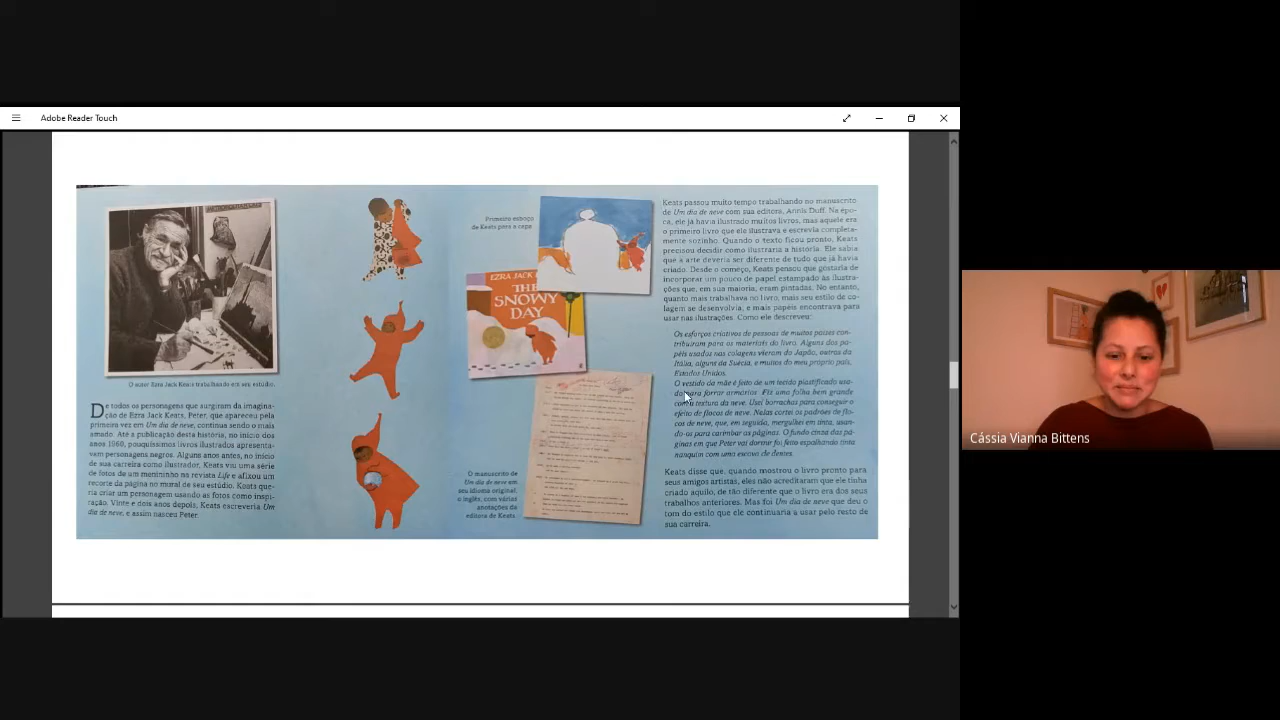 Adobe Reader Touch
O autor Ezra Jack Keats trabalhando em seu estúdio.
De todos os personagens que surgiram da imagina-
ção de Ezra Jack Keats, Peter, que apareceu pela
primeira vez em Um dia de neve, continua sendo o mais
amado. Até a publicação desta história, no início dos
anos 1960, pouquíssimos livros ilustrados apresenta-
vam personagens negros. Alguns anos antes, no início
de sua carreira como ilustrador, Keats viu uma série
de fotos de um menininho na revista Life e afixou um
recorte da página no mural de seu estúdio. Keats que-
ria criar um personagem usando as fotos como inspi-
ração. Vinte e dois anos depois, Keats escreveria Um
dia de neve, e assim nasceu Peter.
Primeiro esboço
de Keats para a capa.
EZRA JACK
THE
SNOWY
DAY
O manuscrito de
Um dia de neve em
seu idioma original,
o inglês, com várias
anotações da
editora de Keats.
Keats passou muito tempo trabalhando no manuscrito
de Um dia de neve com sua editora, Annis Duff. Na épo-
ca, ele já havia ilustrado muitos livros, mas aquele era
o primeiro livro que ele ilustrava e escrevia completa-
mente sozinho. Quando o texto ficou pronto, Keats
precisou decidir como ilustraria a história. Ele sabia
que a arte deveria ser diferente de tudo que já havia
criado. Desde o começo, Keats pensou que gostaria de
incorporar um pouco de papel estampado às ilustra-
ções que, em sua maioria, eram pintadas. No entanto,
quanto mais trabalhava no livro, mais seu estilo de co-
lagem se desenvolvia, e mais papéis encontrava para
usar nas ilustrações. Como ele descreveu:
Os esforços criativos de pessoas de muitos países con-
tribuíram para os materiais do livro. Alguns dos pa-
péis usados nas colagens vieram do Japão, outros da
Itália, alguns da Suécia, e muitos do meu próprio país,
Estados Unidos.
O vestido da mãe é feito de um tecido plastificado usa-
do para forrar armários. Fiz uma folha bem grande
com a textura da neve. Usei borrachas para conseguir o
efeito de flocos de neve. Nelas cortei os padrões de flo-
cos de neve, que, em seguida, mergulhei em tinta, usan-
do-os para carimbar as páginas. O fundo cinza das pá-
ginas em que Peter vai dormir foi feito espalhando tinta
nanquim com uma escova de dentes.
Keats disse que, quando mostrou o livro pronto para
seus amigos artistas, eles não acreditaram que ele tinha
criado aquilo, de tão diferente que o livro era dos seus
trabalhos anteriores. Mas foi Um dia de neve que deu o
tom do estilo que ele continuaria a usar pelo resto de
sua carreira.
Cássia Vianna Bittens